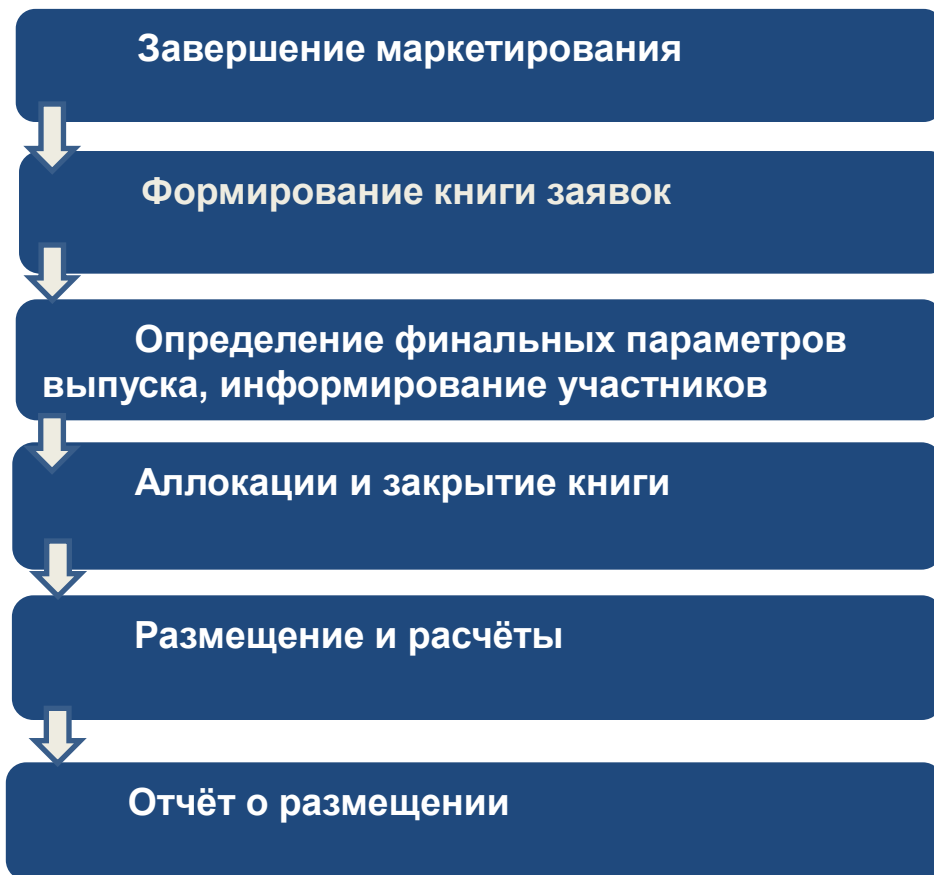 Завершение маркетирования
Формирование книги заявок
Определение финальных параметров
выпуска, информирование участников
Аллокации и закрытие книги
Размещение и расчёты
Отчёт о размещении